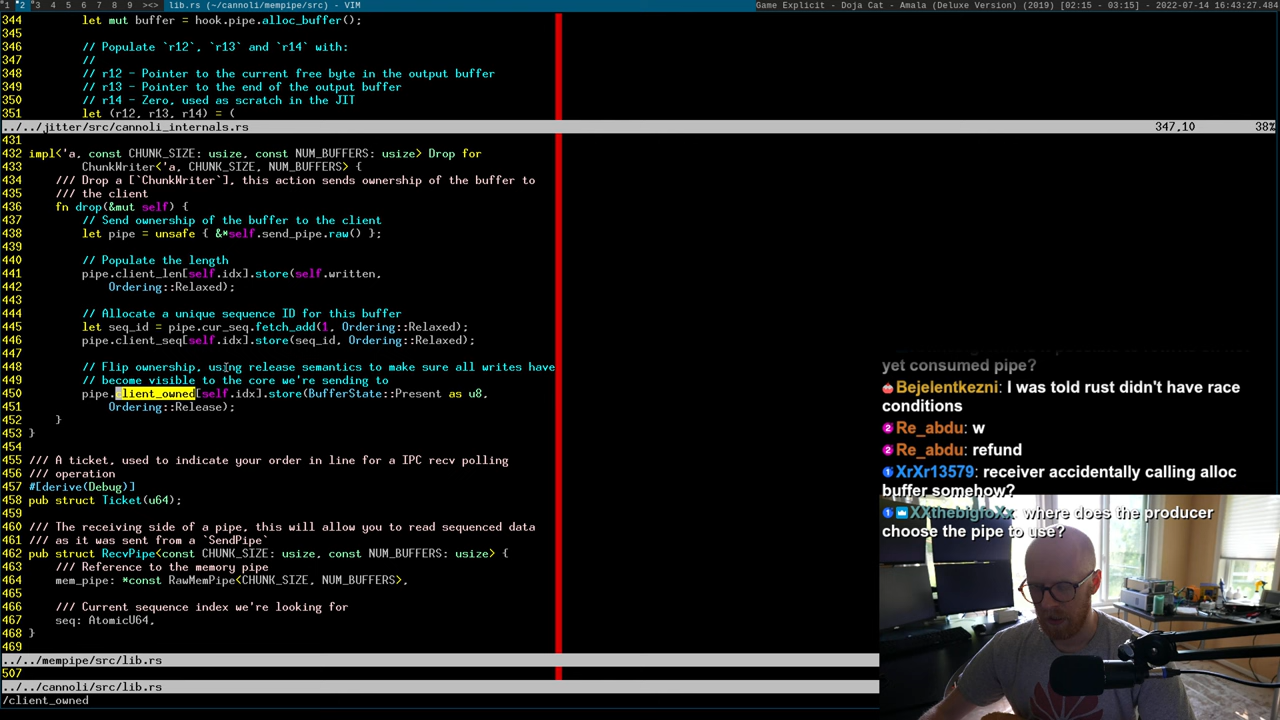 1 2 3 4 5 6 7 8 9 ><> lib.rs (~/cannoli/mempipe/src) - VIM Game Explicit - Doja Cat - Amala (Deluxe Version) (2019) [02:15 - 03:15] - 2022-07-14 16:43:27.484
344 let mut buffer = hook.pipe.alloc_buffer();
345
346 // Populate `r12`, `r13` and `r14` with:
347 //
348 // r12 - Pointer to the current free byte in the output buffer
349 // r13 - Pointer to the end of the output buffer
350 // r14 - Zero, used as scratch in the JIT
351 let (r12, r13, r14) = (
../../jitter/src/cannoli_internals.rs 347,10 38%
431
432 impl<'a, const CHUNK_SIZE: usize, const NUM_BUFFERS: usize> Drop for
433 ChunkWriter<'a, CHUNK_SIZE, NUM_BUFFERS> {
434 /// Drop a [`ChunkWriter`], this action sends ownership of the buffer to
435 /// the client
436 fn drop(&mut self) {
437 // Send ownership of the buffer to the client
438 let pipe = unsafe { &*self.send_pipe.raw() };
439
440 // Populate the length
441 pipe.client_len[self.idx].store(self.written,
442 Ordering::Relaxed);
443
444 // Allocate a unique sequence ID for this buffer
445 let seq_id = pipe.cur_seq.fetch_add(1, Ordering::Relaxed);
446 pipe.client_seq[self.idx].store(seq_id, Ordering::Relaxed);
447
448 // Flip ownership, using release semantics to make sure all writes have
449 // become visible to the core we're sending to
450 pipe.client_owned[self.idx].store(BufferState::Present as u8,
451 Ordering::Release);
452 }
453 }
454
455 /// A ticket, used to indicate your order in line for a IPC recv polling
456 /// operation
457 #[derive(Debug)]
458 pub struct Ticket(u64);
459
460 /// The receiving side of a pipe, this will allow you to read sequenced data
461 /// as it was sent from a `SendPipe`
462 pub struct RecvPipe<const CHUNK_SIZE: usize, const NUM_BUFFERS: usize> {
463 /// Reference to the memory pipe
464 mem_pipe: *const RawMemPipe<CHUNK_SIZE, NUM_BUFFERS>,
465
466 /// Current sequence index we're looking for
467 seq: AtomicU64,
468 }
469
../../mempipe/src/lib.rs
507
../../cannoli/src/lib.rs
/client_owned
yet consumed pipe?
Bejelentkezni: I was told rust didn't have race
conditions
2 Re_abdu: w
2 Re_abdu: refund
1 XrXr13579: receiver accidentally calling alloc
buffer somehow?
1 XXthebigfoXx: where does the producer
choose the pipe to use?